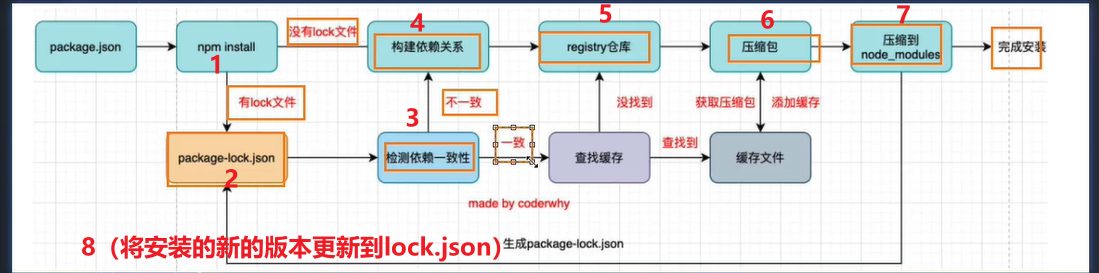 package.json
npm install
1
没有lock文件
4
构建依赖关系
5
registry仓库
6
压缩包
7
压缩到
node_modules
完成安装
有lock文件
不一致
没找到
获取压缩包
添加缓存
package-lock.json
2
3
检测依赖一致性
一致
查找缓存
查找到
缓存文件
made by coderwhy
8（将安装的新的版本更新到lock.json）
生成package-lock.json